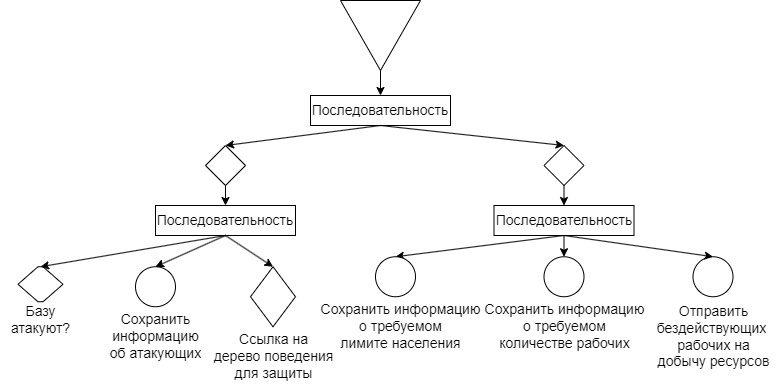 Последовательность
Последовательность
Последовательность
Базу
атакуют?
Сохранить
информацию
об атакующих
Ссылка на
дерево поведения
для защиты
Сохранить информацию
о требуемом
лимите населения
Сохранить информацию
о требуемом
количестве рабочих
Отправить
бездействующих
рабочих на
добычу ресурсов